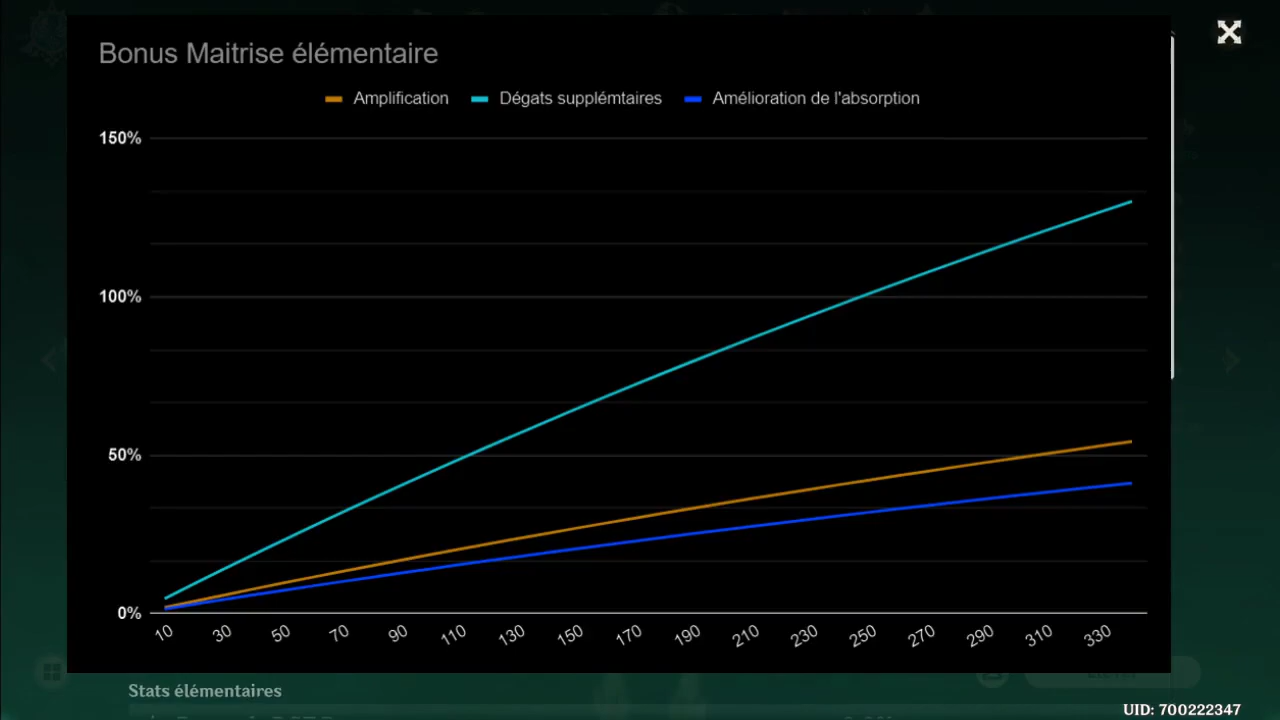 Bonus Maitrise élémentaire
Amplification Dégats supplémtaires Amélioration de l'absorption
150%
100%
50%
0%
10 30 50 70 90 110 130 150 170 190 210 230 250 270 290 310 330
Stats élémentaires
UID: 700222347